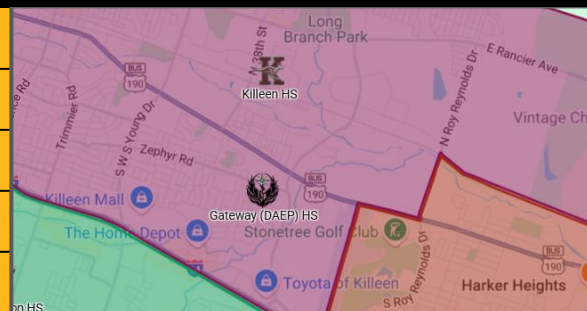 Long
Branch Park
N 38th St
E Rancier Ave
BUS
190
K
Killeen HS
N Roy Reynolds Dr
Trimmier Rd
S W S Young Dr
Vintage Ch
Zephyr Rd
BUS
190
Killeen Mall
Gateway (DAEP) HS
The Home Depot
Stonetree Golf Club
S Roy Reynolds Dr
BUS
190
Toyota of Killeen
Harker Heights
on HS